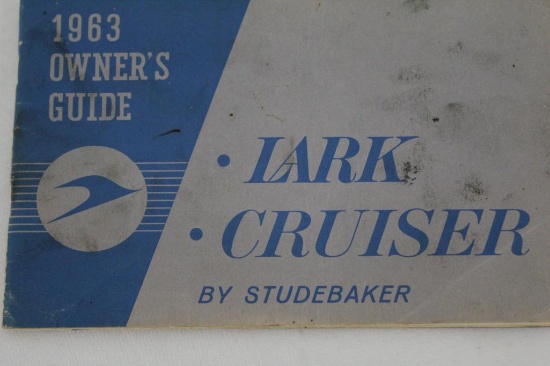 1963
OWNER'S
GUIDE
• LARK
• CRUISER
BY STUDEBAKER